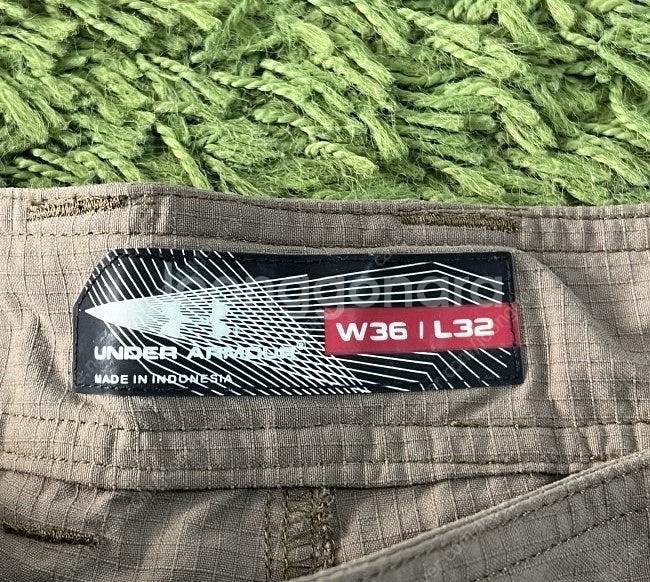 W36 | L32
UNDER ARMOUR®
MADE IN INDONESIA